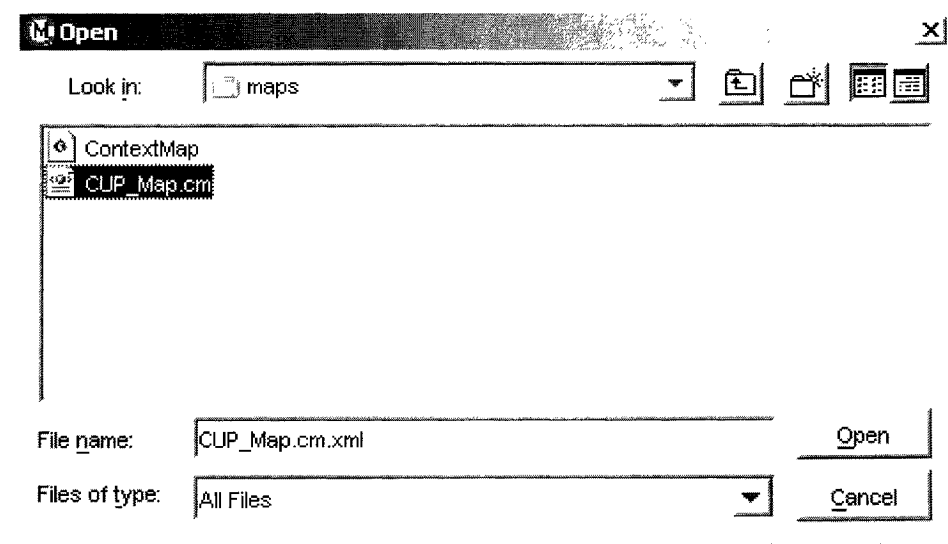 Open
Look in: maps
ContextMap
CUP_Map.cm
File name: CUP_Map.cm.xml Open
Files of type: All Files Cancel